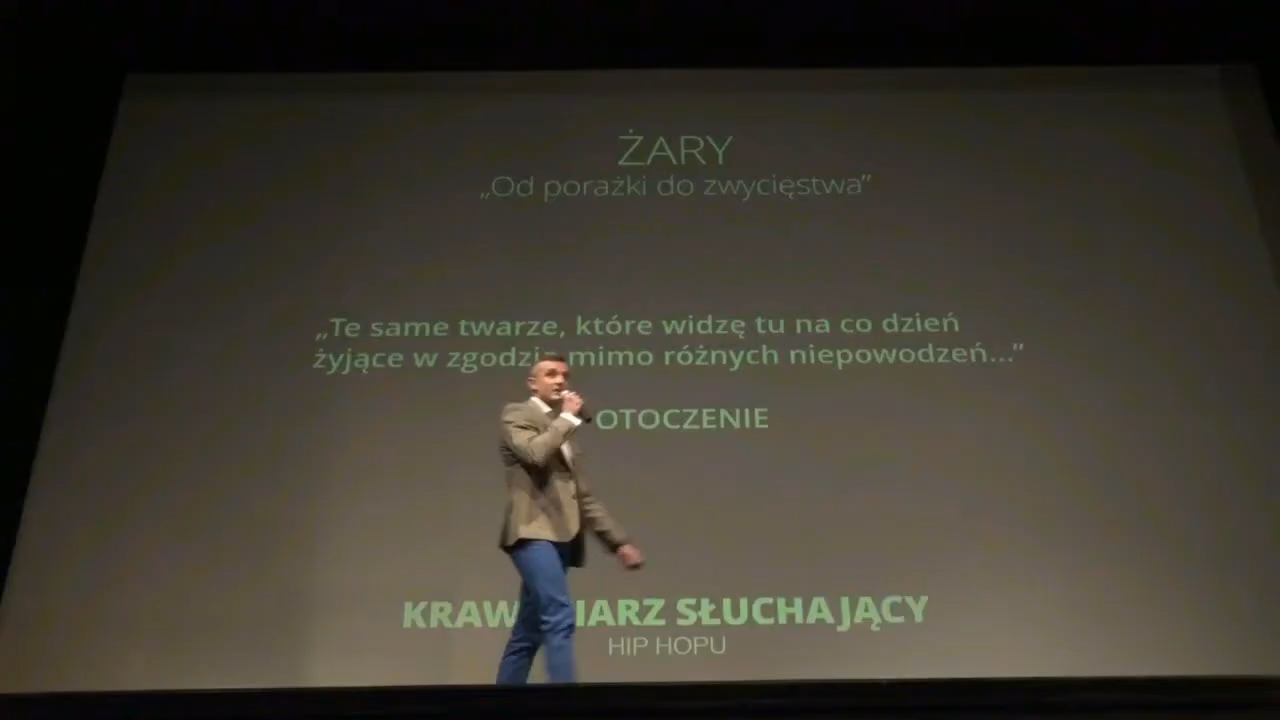 ŻARY
„Od porażki do zwycięstwa”
„Te same twarze, które widzę tu na co dzień
żyjące w zgodzie mimo różnych niepowodzeń...”
OTOCZENIE
SŁUCHAJĄCY
HIP HOPU